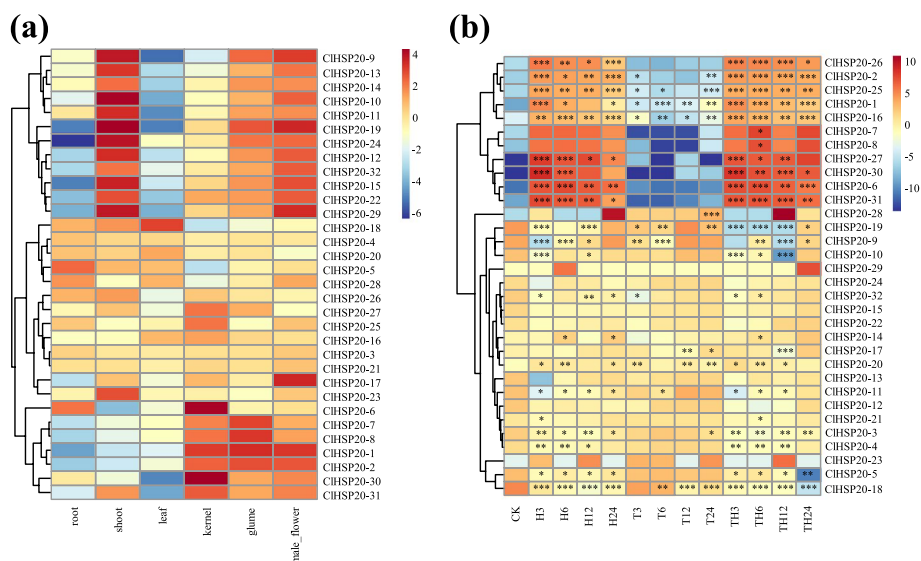 (a)
4
2
0
-2
-4
-6
ClHSP20-9
ClHSP20-13
ClHSP20-14
ClHSP20-10
ClHSP20-11
ClHSP20-19
ClHSP20-24
ClHSP20-12
ClHSP20-32
ClHSP20-15
ClHSP20-22
ClHSP20-29
ClHSP20-18
ClHSP20-4
ClHSP20-20
ClHSP20-5
ClHSP20-28
ClHSP20-26
ClHSP20-27
ClHSP20-25
ClHSP20-16
ClHSP20-3
ClHSP20-21
ClHSP20-17
ClHSP20-23
ClHSP20-6
ClHSP20-7
ClHSP20-8
ClHSP20-1
ClHSP20-2
ClHSP20-30
ClHSP20-31
root
shoot
leaf
kernel
glume
male_flower
(b)
10
5
0
-5
-10
*** ** * *** *** *** *** * ClHSP20-26
*** * ** *** * ** *** *** *** *** ClHSP20-2
*** ** ** *** * * *** *** *** ** ** ClHSP20-25
*** * * * *** ** ** *** * *** *** ClHSP20-1
** *** *** *** * ** * ** *** *** *** *** ClHSP20-16
* ClHSP20-7
* ClHSP20-8
*** *** * * *** * ** ClHSP20-27
*** *** ** * *** ** *** * ClHSP20-30
*** *** ** ** *** *** *** *** ClHSP20-6
*** *** ** * *** *** *** ** ClHSP20-31
*** ClHSP20-28
*** *** * ** ** *** *** *** * ClHSP20-19
*** *** * ** *** ** *** * ClHSP20-9
*** * *** * *** ClHSP20-10
ClHSP20-29
ClHSP20-24
* ** * * * * ClHSP20-32
ClHSP20-15
ClHSP20-22
* * * ClHSP20-14
** * *** ClHSP20-17
* ** * ** ** ** * ** * ClHSP20-20
ClHSP20-13
* * * * * * * * ClHSP20-11
ClHSP20-12
* * ClHSP20-21
** * ** ** * ** ** ** ** ClHSP20-3
** ** * ** ** ** ClHSP20-4
ClHSP20-23
* * * * * * * ** ClHSP20-5
*** *** *** *** ** *** *** *** *** *** *** ClHSP20-18
CK
H3
H6
H12
H24
T3
T6
T12
T24
TH3
TH6
TH12
TH24